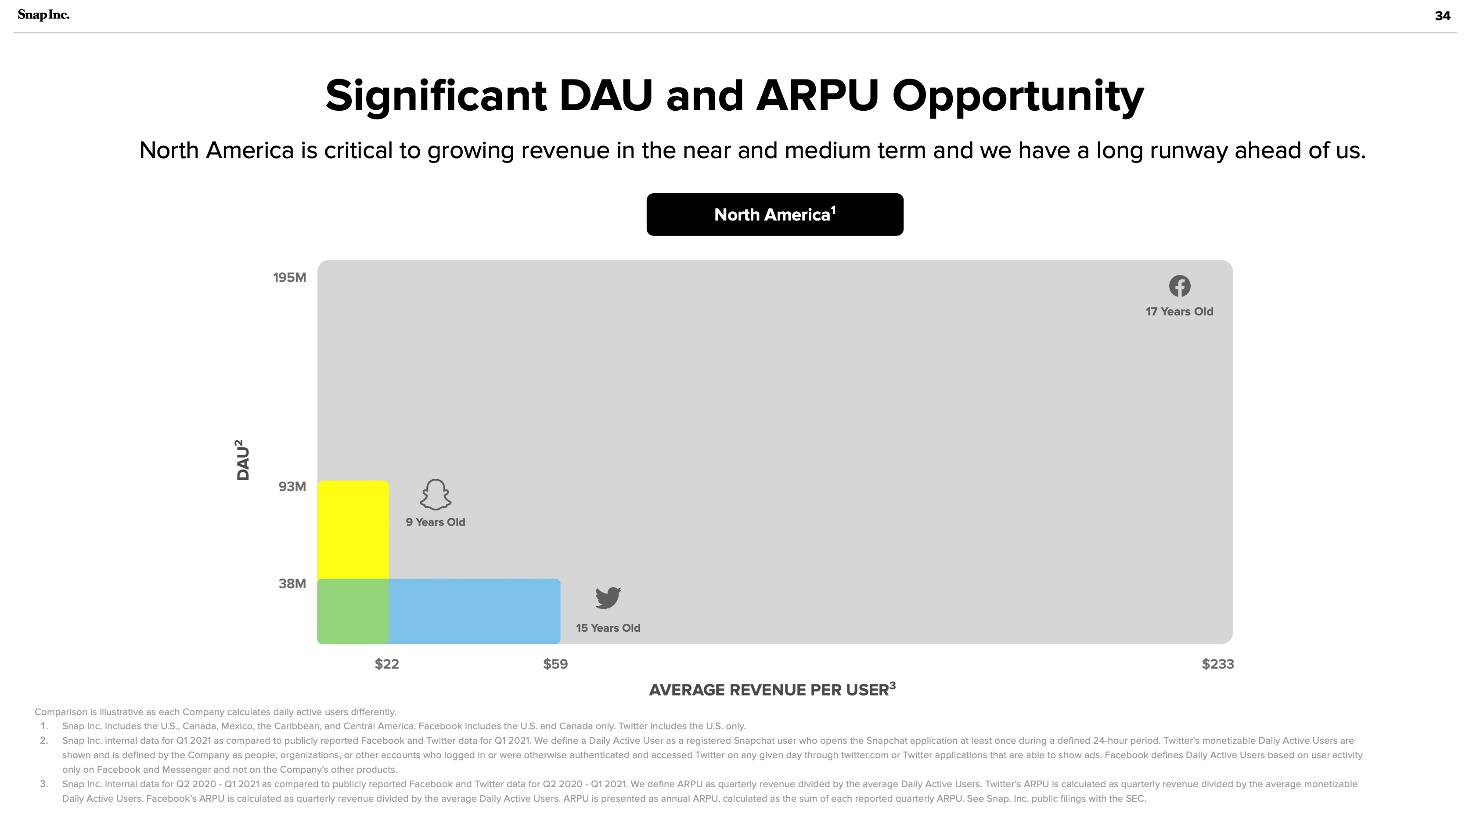 Snap Inc.
34
Significant DAU and ARPU Opportunity
North America is critical to growing revenue in the near and medium term and we have a long runway ahead of us.
North America¹
195M
17 Years Old
DAU²
93M
9 Years Old
38M
15 Years Old
$22
$59
$233
AVERAGE REVENUE PER USER³
Comparison is illustrative as each Company calculates daily active users differently.
1. Snap Inc. includes the U.S., Canada, Mexico, the Caribbean, and Central America. Facebook includes the U.S. and Canada only. Twitter includes the U.S. only.
2. Snap Inc. internal data for Q1 2021 as compared to publicly reported Facebook and Twitter data for Q1 2021. We define a Daily Active User as a registered Snapchat user who opens the Snapchat application at least once during a defined 24-hour period. Twitter's monetizable Daily Active Users are
shown and is defined by the Company as people, organizations, or other accounts who logged in or were otherwise authenticated and accessed Twitter on any given day through twitter.com or Twitter applications that are able to show ads. Facebook defines Daily Active Users based on user activity
only on Facebook and Messenger and not on the Company's other products.
3. Snap Inc. internal data for Q2 2020 - Q1 2021 as compared to publicly reported Facebook and Twitter data for Q2 2020 - Q1 2021. We define ARPU as quarterly revenue divided by the average Daily Active Users. Twitter's ARPU is calculated as quarterly revenue divided by the average monetizable
Daily Active Users. Facebook's ARPU is calculated as quarterly revenue divided by the average Daily Active Users. ARPU is presented as annual ARPU, calculated as the sum of each reported quarterly ARPU. See Snap. Inc. public filings with the SEC.